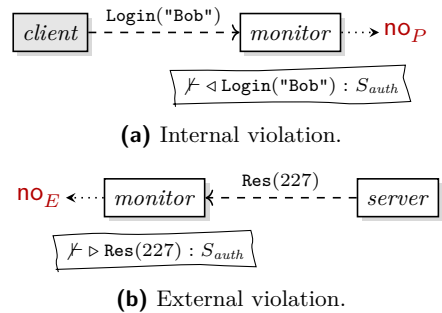 Login("Bob")
client monitor no_P
⊬ ◁ Login("Bob") : S_auth
(a) Internal violation.
Res(227)
no_E monitor server
⊬ ▷ Res(227) : S_auth
(b) External violation.